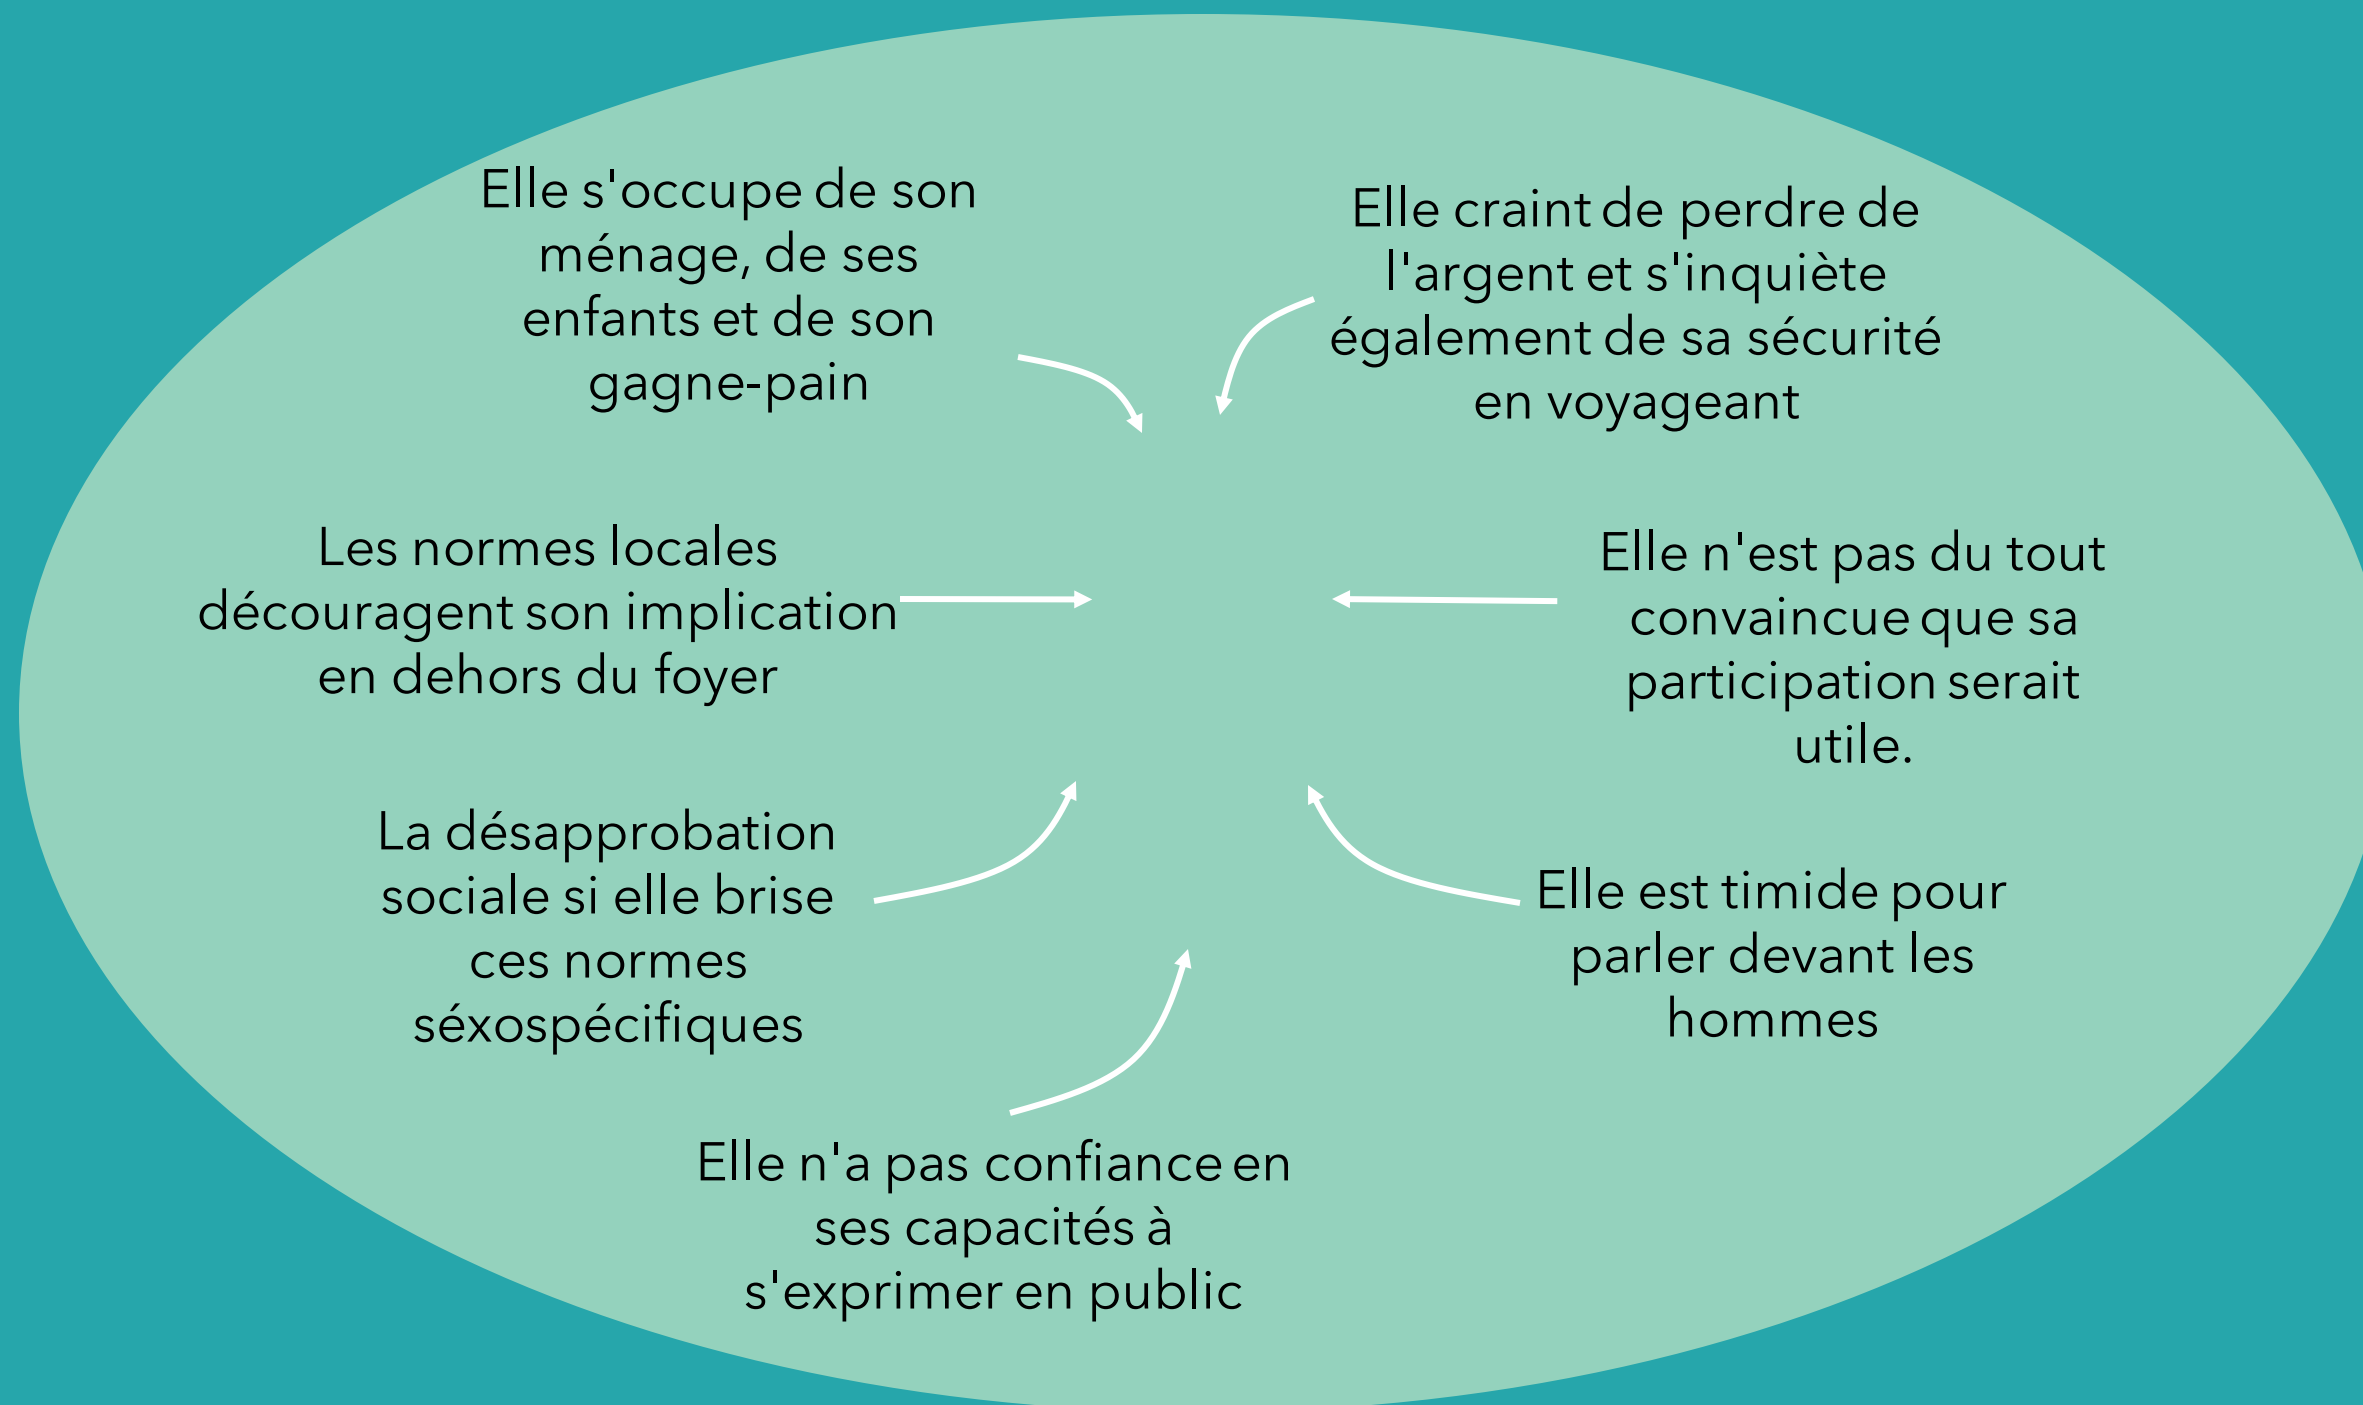 Elle s'occupe de son
ménage, de ses
enfants et de son
gagne-pain
Elle craint de perdre de
l'argent et s'inquiète
également de sa sécurité
en voyageant
Les normes locales
découragent son implication
en dehors du foyer
Elle n'est pas du tout
convaincue que sa
participation serait
utile.
La désapprobation
sociale si elle brise
ces normes
séxospécifiques
Elle est timide pour
parler devant les
hommes
Elle n'a pas confiance en
ses capacités à
s'exprimer en public